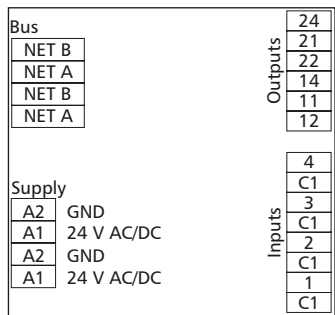 Bus
NET B
NET A
NET B
NET A
Supply
A2 GND
A1 24 V AC/DC
A2 GND
A1 24 V AC/DC
Outputs
24
21
22
14
11
12
Inputs
4
C1
3
C1
2
C1
1
C1